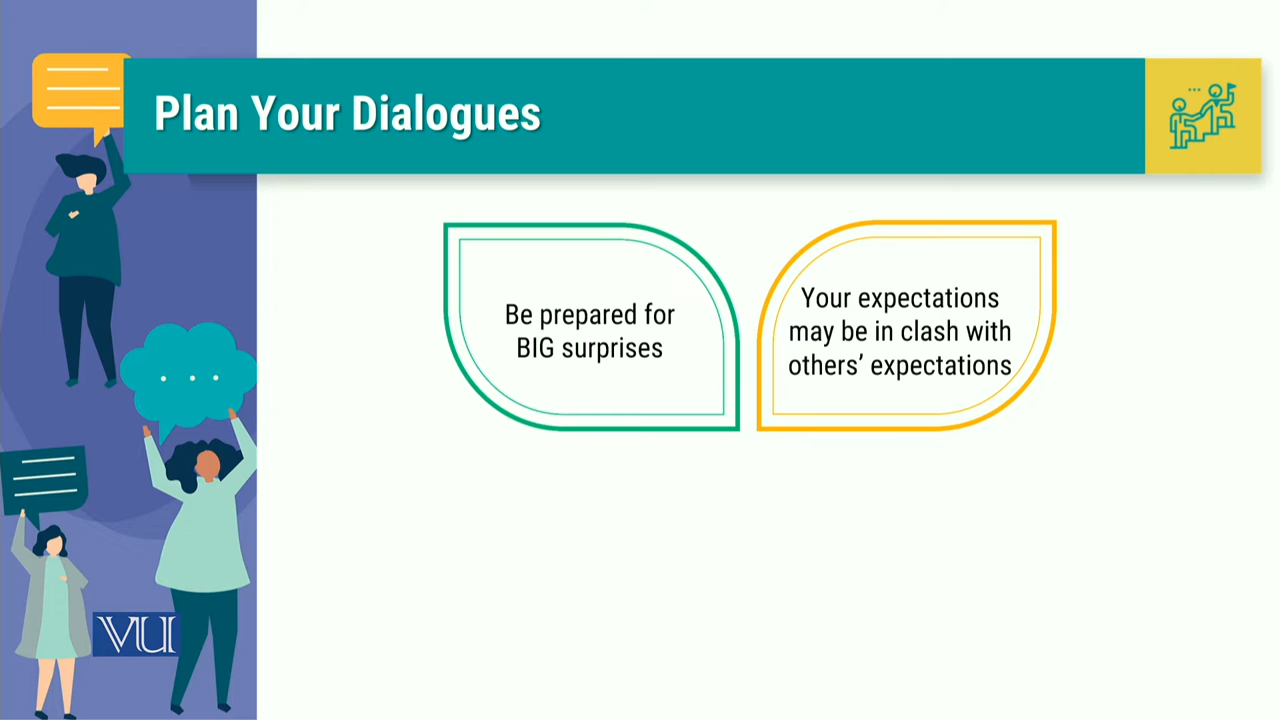 Plan Your Dialogues
Be prepared for
BIG surprises
Your expectations
may be in clash with
others’ expectations
VU